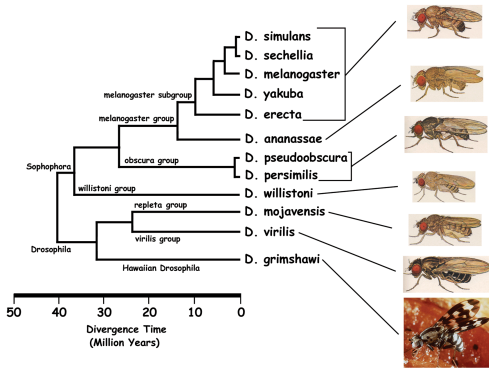 D. simulans
D. sechellia
D. melanogaster
melanogaster subgroup
D. yakuba
D. erecta
melanogaster group
D. ananassae
D. pseudoobscura
Sophophora
obscura group
D. persimilis
willistoni group
D. willistoni
repleta group
D. mojavensis
D. virilis
virilis group
Drosophila
D. grimshawi
Hawaiian Drosophila
50 40 30 20 10 0
Divergence Time
(Million Years)